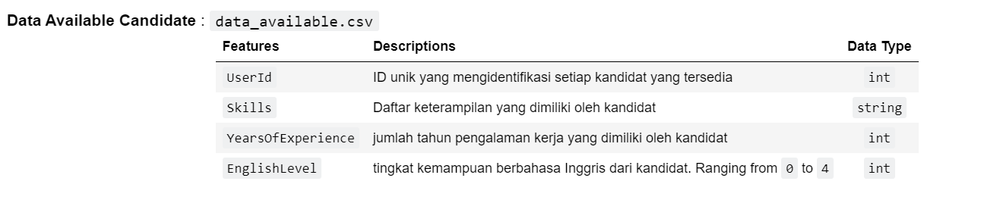 Data Available Candidate : data_available.csv
Features Descriptions Data Type
UserId ID unik yang mengidentifikasi setiap kandidat yang tersedia int
Skills Daftar keterampilan yang dimiliki oleh kandidat string
YearsOfExperience jumlah tahun pengalaman kerja yang dimiliki oleh kandidat int
EnglishLevel tingkat kemampuan berbahasa Inggris dari kandidat. Ranging from 0 to 4 int